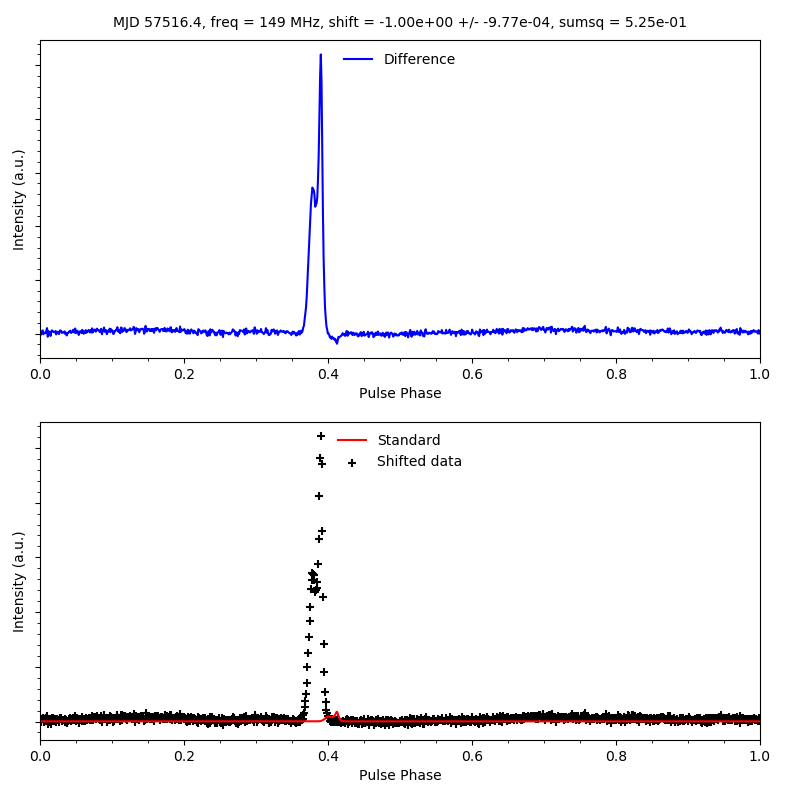 MJD 57516.4, freq = 149 MHz, shift = -1.00e+00 +/- -9.77e-04, sumsq = 5.25e-01
Difference
Intensity (a.u.)
0.0 0.2 0.4 0.6 0.8 1.0
Pulse Phase
Standard
Shifted data
Intensity (a.u.)
0.0 0.2 0.4 0.6 0.8 1.0
Pulse Phase